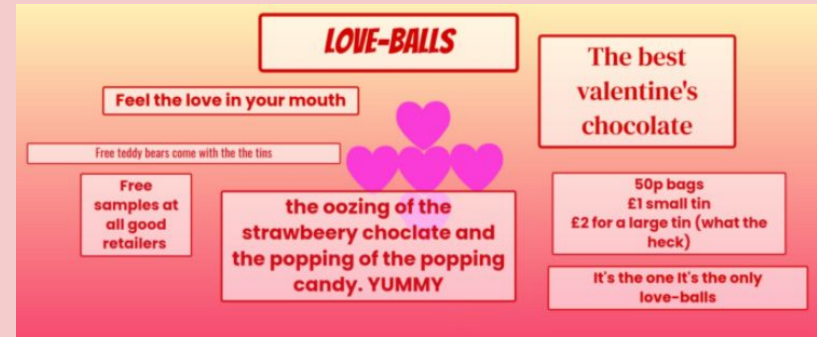 LOVE-BALLS
The best
valentine's
chocolate
Feel the love in your mouth
Free teddy bears come with the the tins
Free
samples at
all good
retailers
the oozing of the
strawbeery choclate and
the popping of the popping
candy. YUMMY
50p bags
£1 small tin
£2 for a large tin (what the
heck)
It's the one It's the only
love-balls